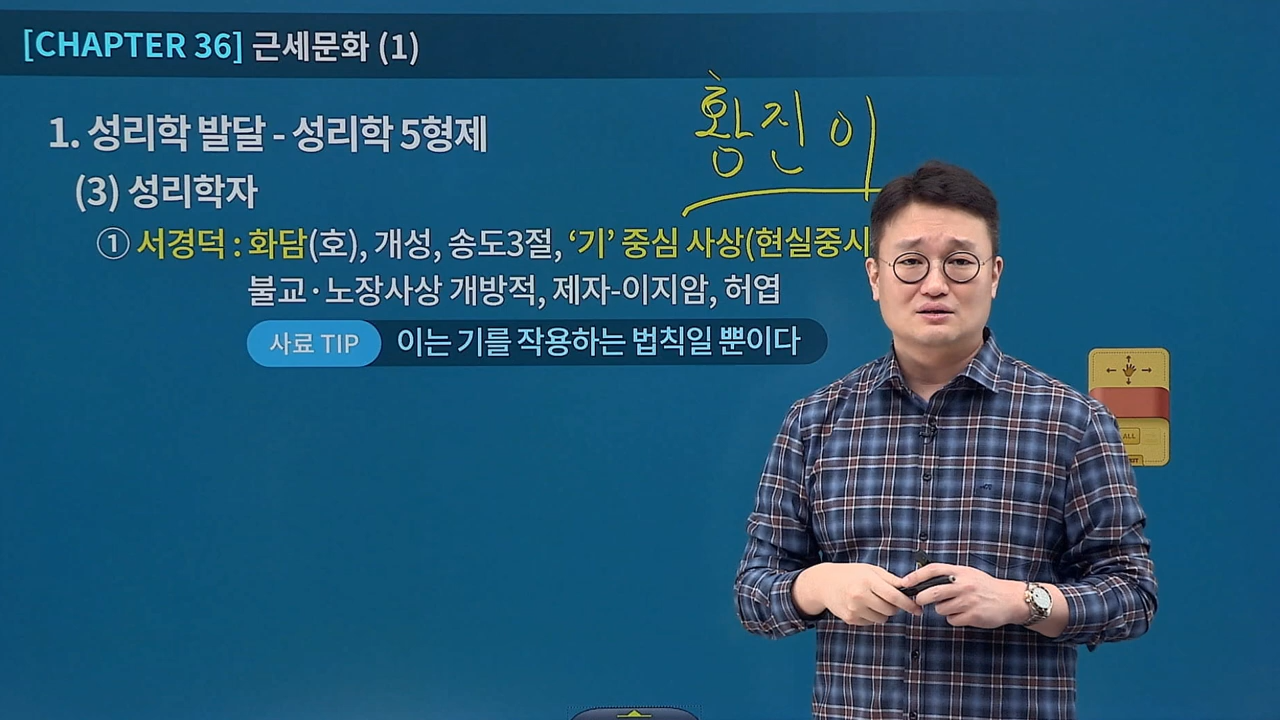 [CHAPTER 36] 근세문화 (1)
황진이
1. 성리학 발달 - 성리학 5형제
(3) 성리학자
① 서경덕 : 화담(호), 개성, 송도3절, ‘기’ 중심 사상(현실중시
불교·노장사상 개방적, 제자-이지함, 허엽
사료 TIP 이는 기를 작용하는 법칙일 뿐이다
ALL